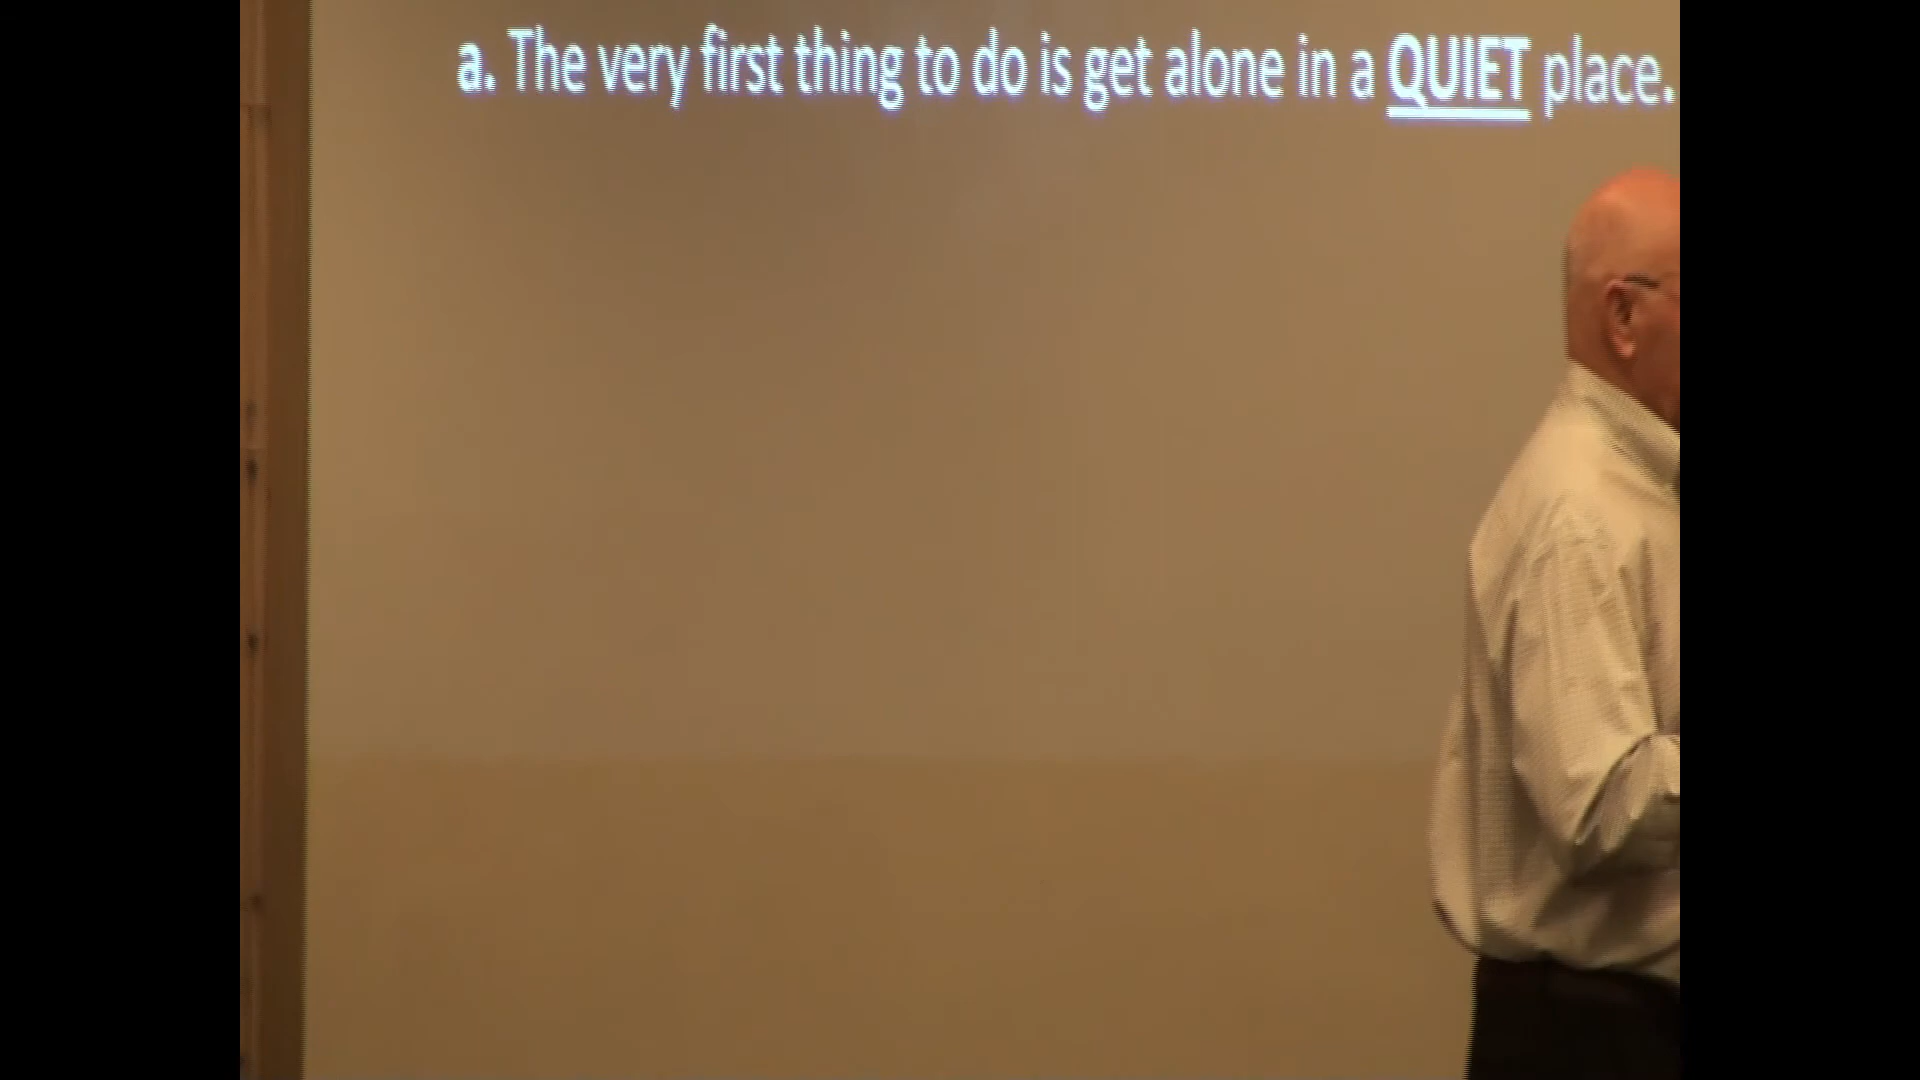 a. The very first thing to do is get alone in a QUIET place.